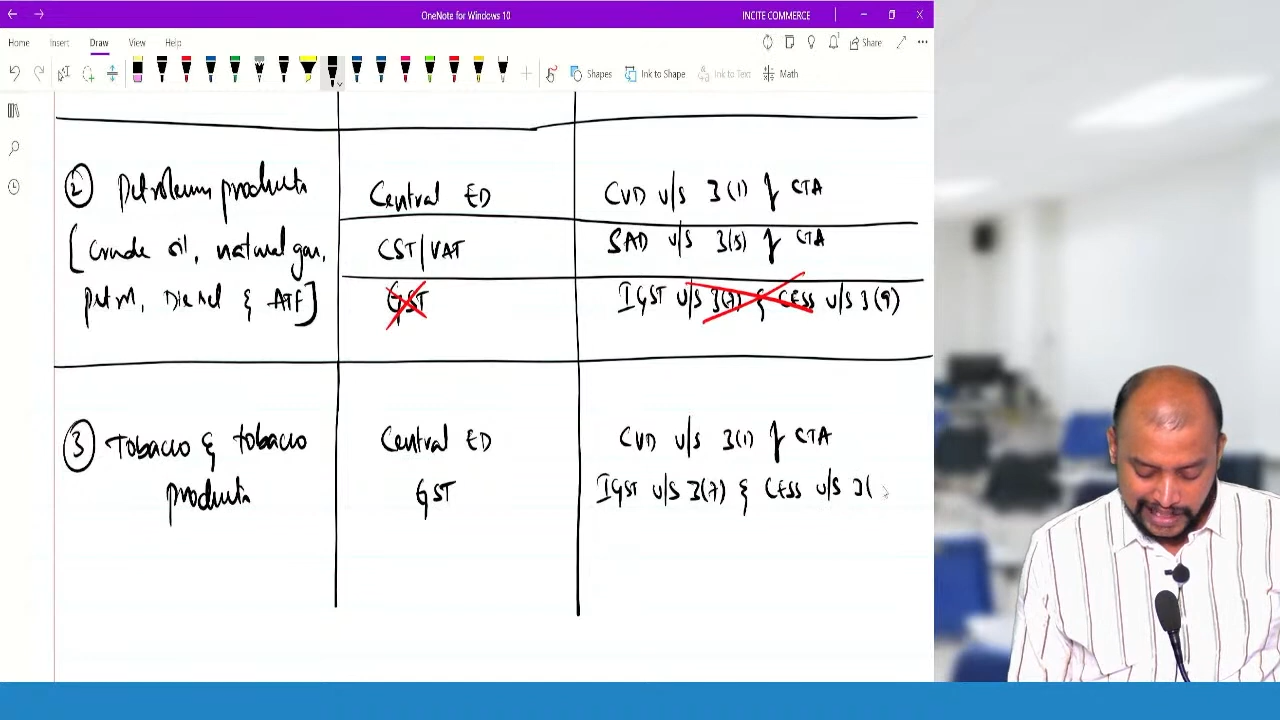 OneNote for Windows 10
INCITE COMMERCE
Home Insert Draw View Help
Share
Shapes Ink to Shape Ink to Text Math
② Petroleum products
[crude oil, natural gas,
petrol, Diesel & ATF]
Central ED
CVD u/s 3(1) of CTA
CST/VAT
SAD u/s 3(5) of CTA
GST
IGST u/s 3(7) & CESS u/s 3(9)
③ Tobacco & tobacco
products
Central ED
CVD u/s 3(1) of CTA
GST
IGST u/s 3(7) & CESS u/s 3(